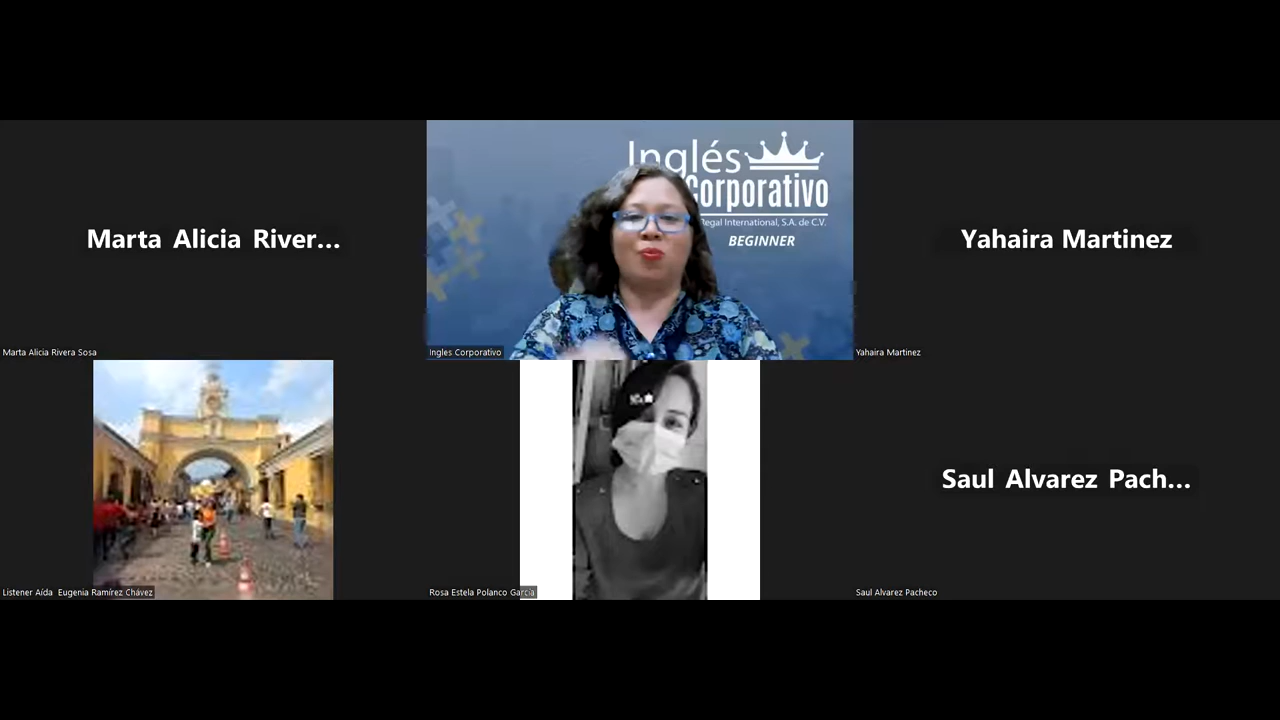 Marta Alicia River...
Marta Alicia Rivera Sosa
Inglés
Corporativo
Regal International, S.A. de C.V.
BEGINNER
Ingles Corporativo
Yahaira Martinez
Yahaira Martinez
Listener Aída Eugenia Ramírez Chávez
Rosa Estela Polanco García
Saul Alvarez Pach...
Saul Alvarez Pacheco